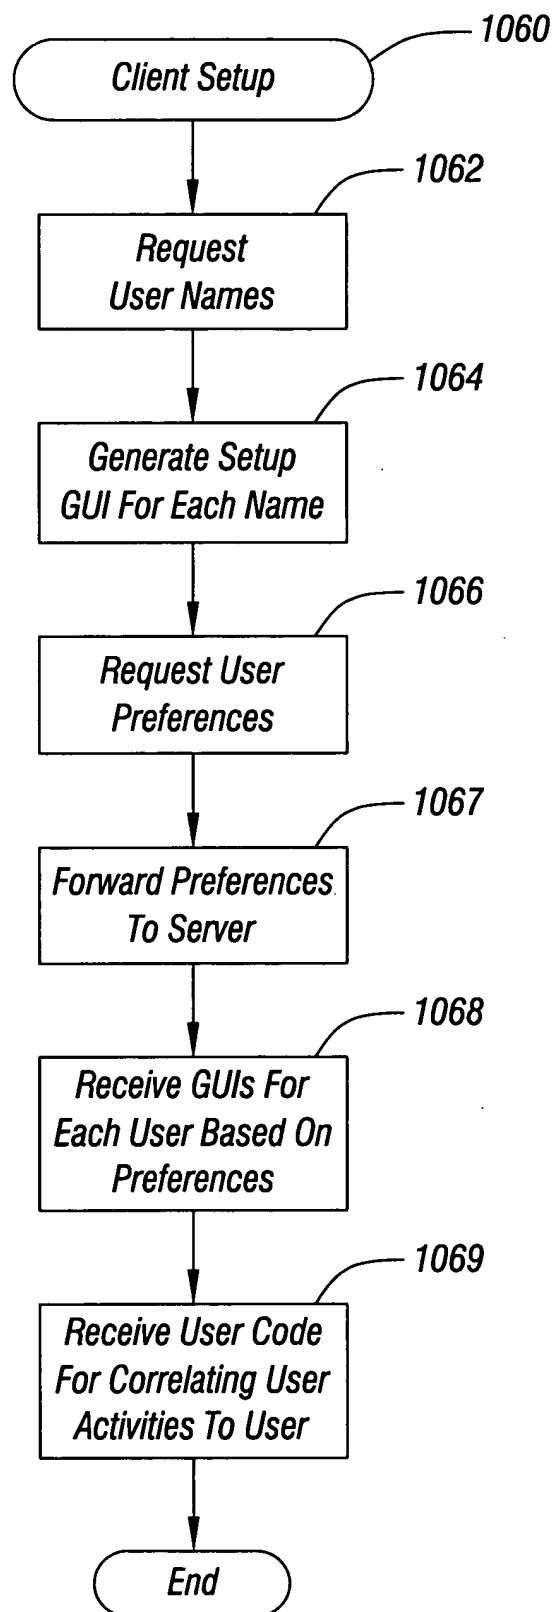 1060
Client Setup
1062
Request
User Names
1064
Generate Setup
GUI For Each Name
1066
Request User
Preferences
1067
Forward Preferences
To Server
1068
Receive GUIs For
Each User Based On
Preferences
1069
Receive User Code
For Correlating User
Activities To User
End